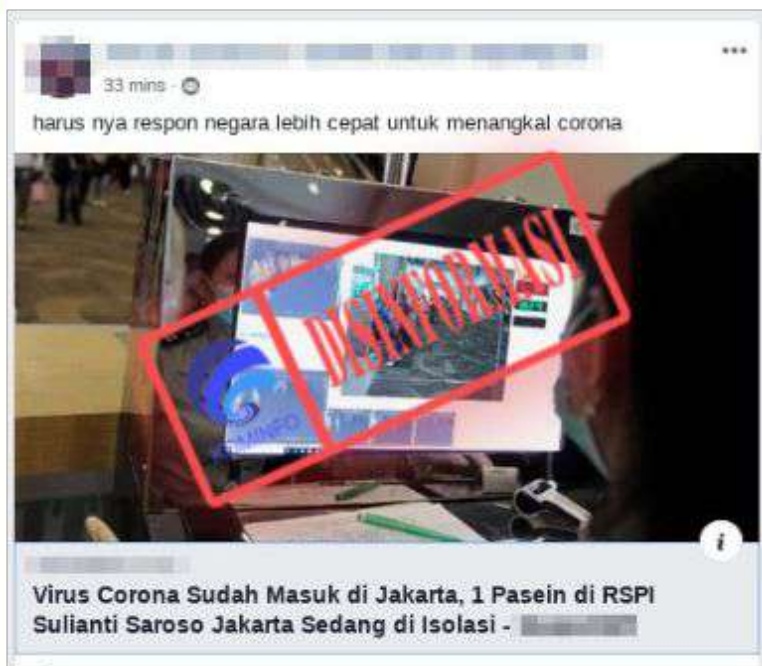 33 mins
harus nya respon negara lebih cepat untuk menangkal corona
DISINFORMASI
KOMINFO
Virus Corona Sudah Masuk di Jakarta, 1 Pasein di RSPI
Sulianti Saroso Jakarta Sedang di Isolasi -